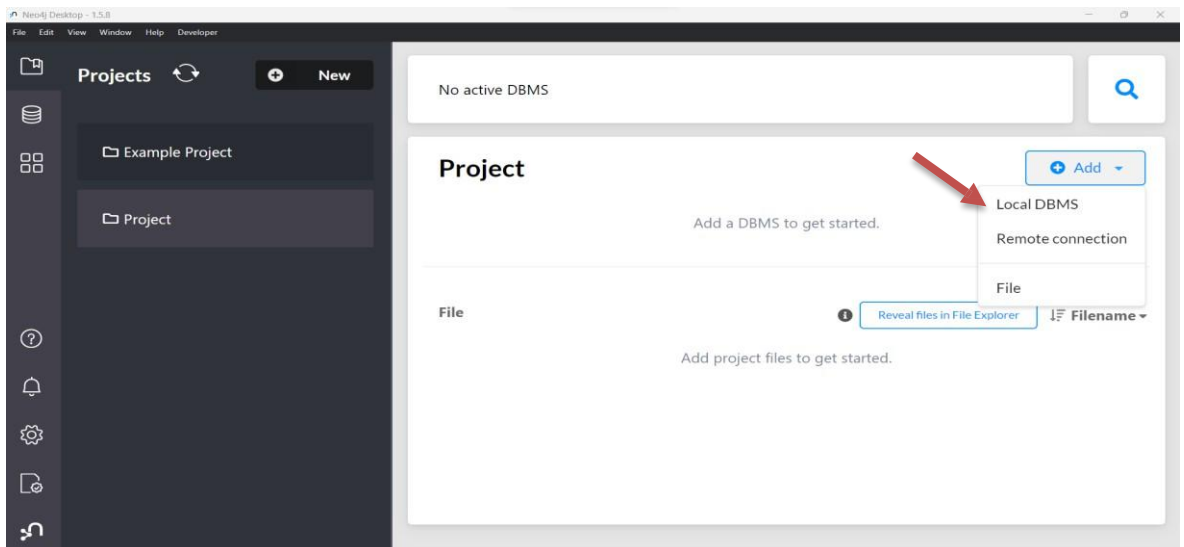 Neo4j Desktop - 1.5.8
File Edit View Window Help Developer
Projects
New
Example Project
Project
No active DBMS
Project
Add
Local DBMS
Remote connection
File
Add a DBMS to get started.
File
Reveal files in File Explorer
Filename
Add project files to get started.